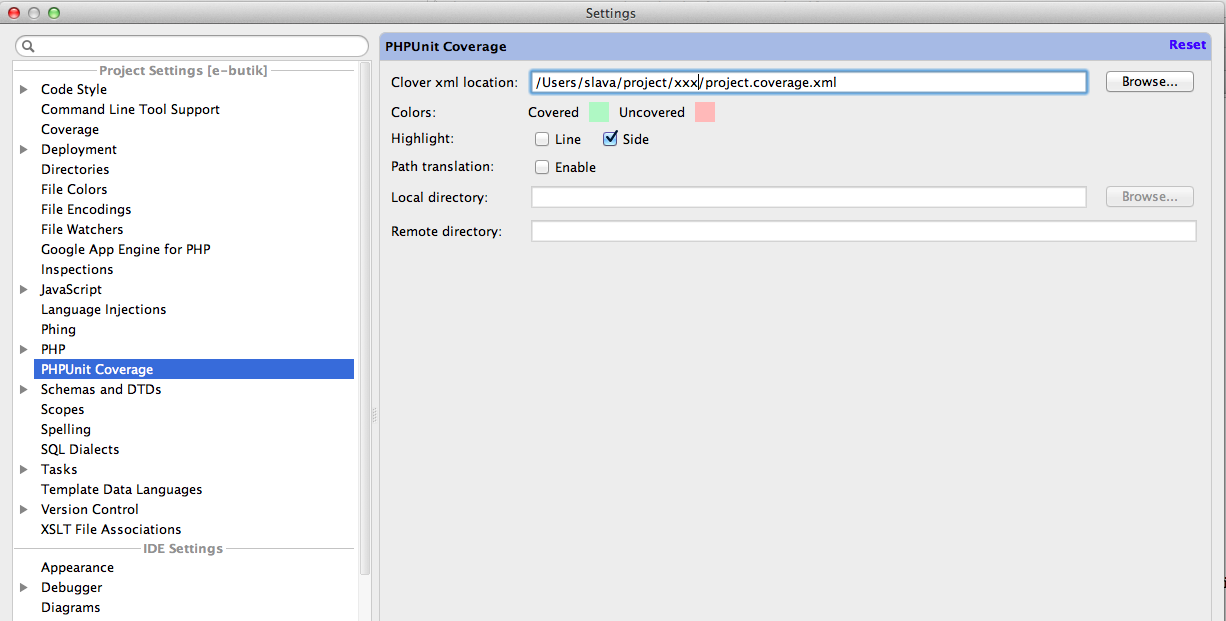 Settings
Project Settings [e-butik]
Code Style
Command Line Tool Support
Coverage
Deployment
Directories
File Colors
File Encodings
File Watchers
Google App Engine for PHP
Inspections
JavaScript
Language Injections
Phing
PHP
PHPUnit Coverage
Schemas and DTDs
Scopes
Spelling
SQL Dialects
Tasks
Template Data Languages
Version Control
XSLT File Associations
IDE Settings
Appearance
Debugger
Diagrams
PHPUnit Coverage Reset
Clover xml location: /Users/slava/project/xxx/project.coverage.xml Browse...
Colors: Covered Uncovered
Highlight: Line Side
Path translation: Enable
Local directory: Browse...
Remote directory: